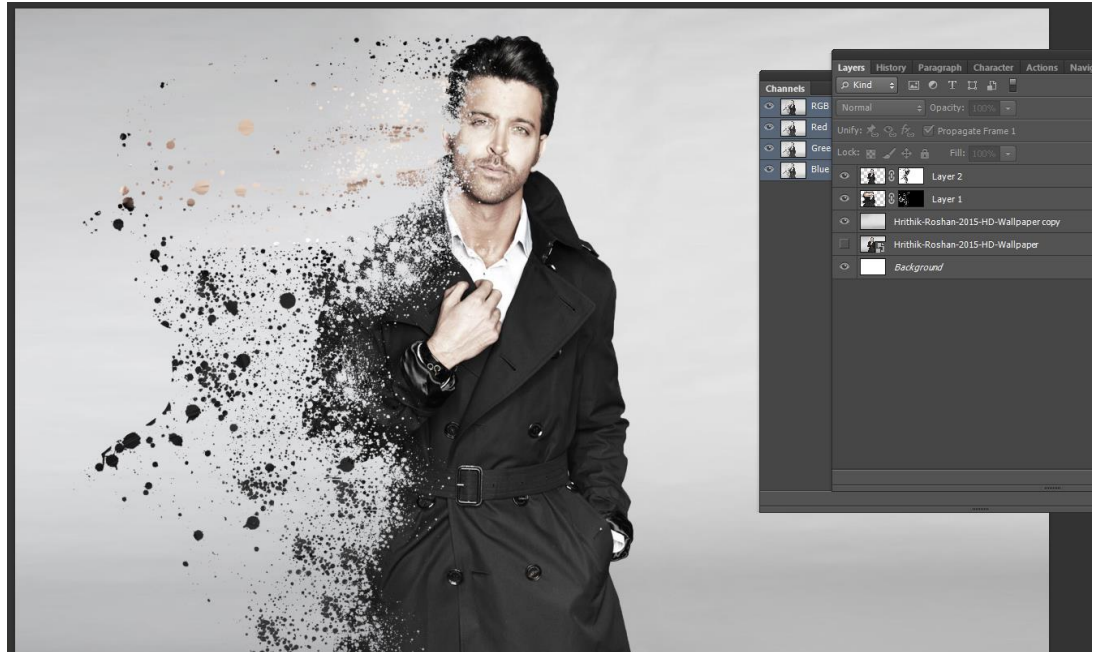 Channels
RGB
Red
Gree
Blue
Layers History Paragraph Character Actions Navig
Kind
Normal Opacity: 100%
Unify: Propagate Frame 1
Lock: Fill: 100%
Layer 2
Layer 1
Hrithik-Roshan-2015-HD-Wallpaper copy
Hrithik-Roshan-2015-HD-Wallpaper
Background